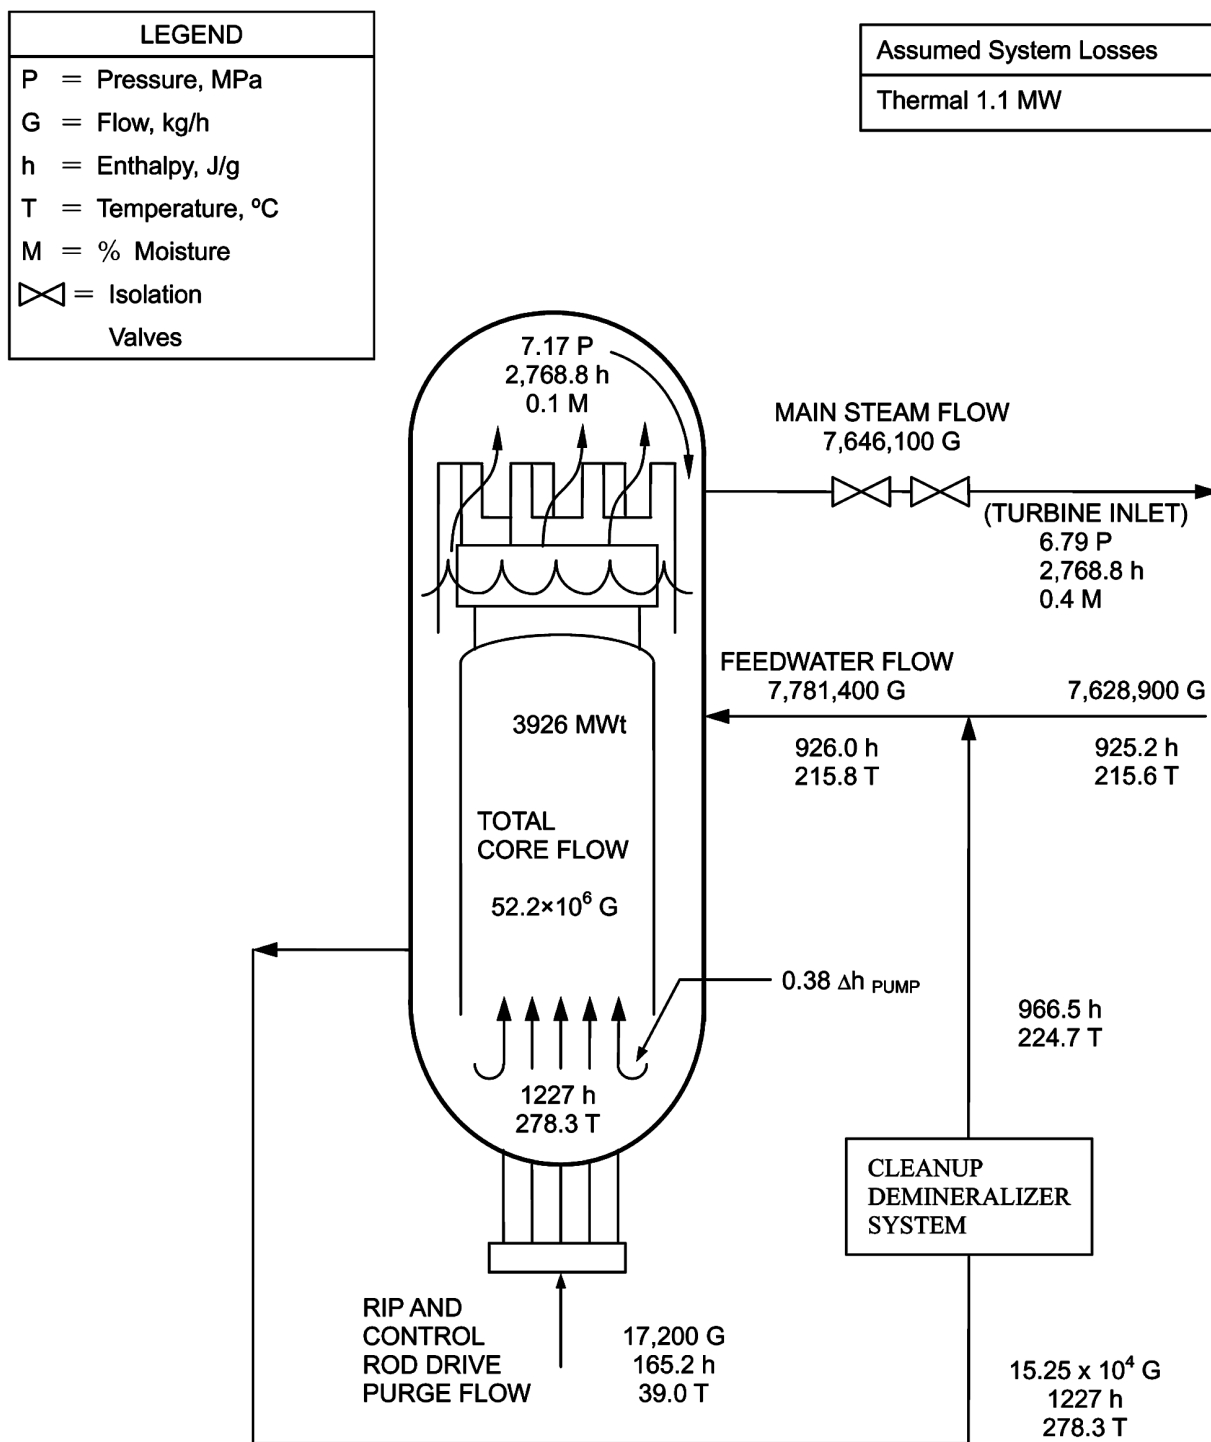 LEGEND
P = Pressure, MPa
G = Flow, kg/h
h = Enthalpy, J/g
T = Temperature, ºC
M = % Moisture
= Isolation
Valves
Assumed System Losses
Thermal 1.1 MW
7.17 P
2,768.8 h
0.1 M
MAIN STEAM FLOW
7,646,100 G
(TURBINE INLET)
6.79 P
2,768.8 h
0.4 M
FEEDWATER FLOW
7,781,400 G
7,628,900 G
926.0 h
215.8 T
925.2 h
215.6 T
3926 MWt
TOTAL
CORE FLOW
52.2×10⁶ G
0.38 Δh PUMP
966.5 h
224.7 T
1227 h
278.3 T
CLEANUP
DEMINERALIZER
SYSTEM
RIP AND
CONTROL
ROD DRIVE
PURGE FLOW
17,200 G
165.2 h
39.0 T
15.25 x 10⁴ G
1227 h
278.3 T